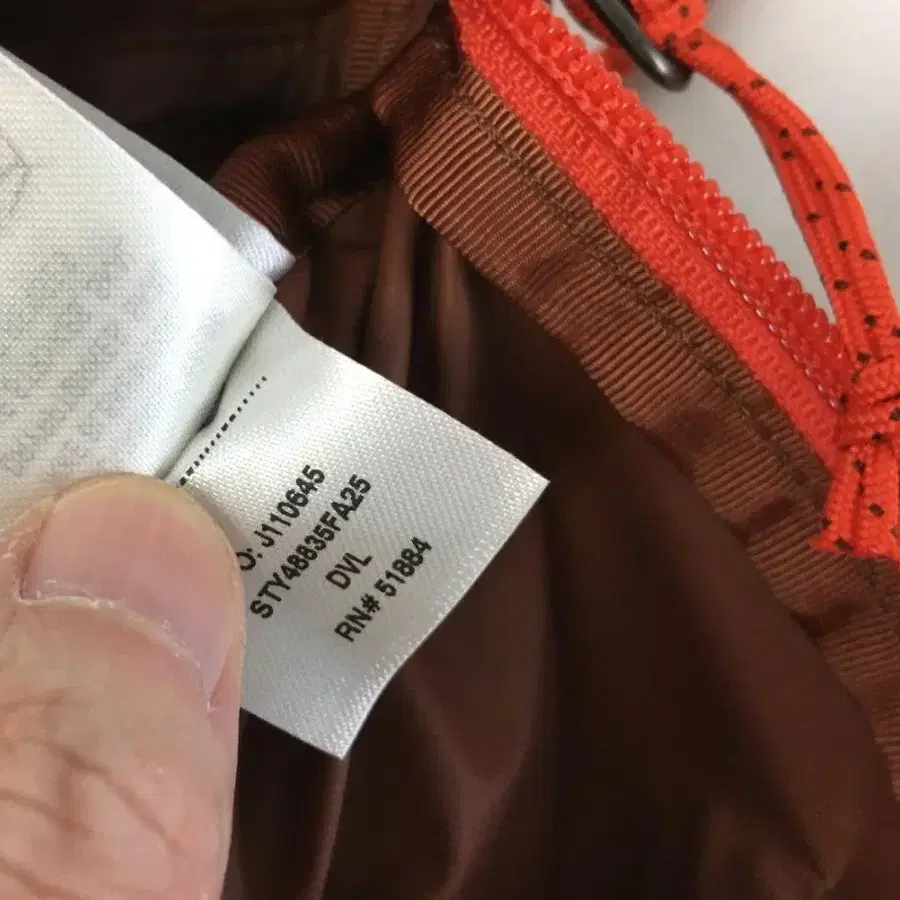 O: J110645
STY48835FA25
DVL
RN# 51884